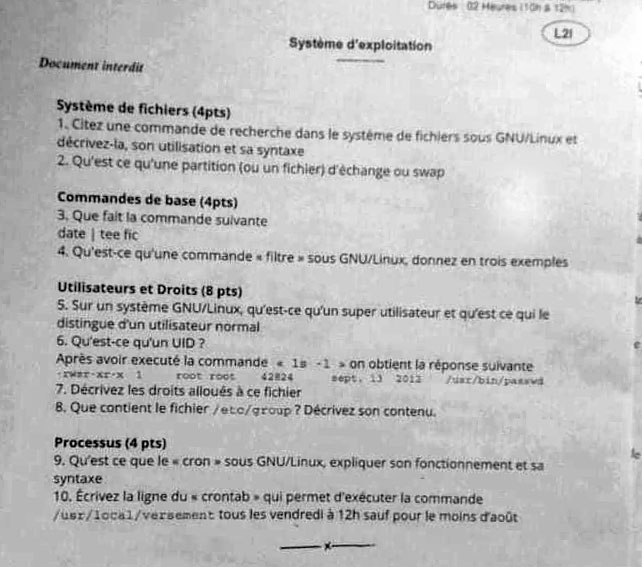 Durée : 02 Heures (10h à 12h)
L2I
Système d'exploitation
Document interdit
Système de fichiers (4pts)
1. Citez une commande de recherche dans le système de fichiers sous GNU/Linux et
décrivez-la, son utilisation et sa syntaxe
2. Qu'est ce qu'une partition (ou un fichier) d'échange ou swap
Commandes de base (4pts)
3. Que fait la commande suivante
date | tee fic
4. Qu'est-ce qu'une commande « filtre » sous GNU/Linux, donnez en trois exemples
Utilisateurs et Droits (8 pts)
5. Sur un système GNU/Linux, qu'est-ce qu'un super utilisateur et qu'est ce qui le
distingue d'un utilisateur normal
6. Qu'est-ce qu'un UID ?
Après avoir executé la commande « ls -l » on obtient la réponse suivante
-rwsr-xr-x 1 root root 42824 sept. 13 2012 /usr/bin/passwd
7. Décrivez les droits alloués à ce fichier
8. Que contient le fichier /etc/group ? Décrivez son contenu.
Processus (4 pts)
9. Qu'est ce que le « cron » sous GNU/Linux, expliquer son fonctionnement et sa
syntaxe
10. Écrivez la ligne du « crontab » qui permet d'exécuter la commande
/usr/local/versement tous les vendredi à 12h sauf pour le moins d'août